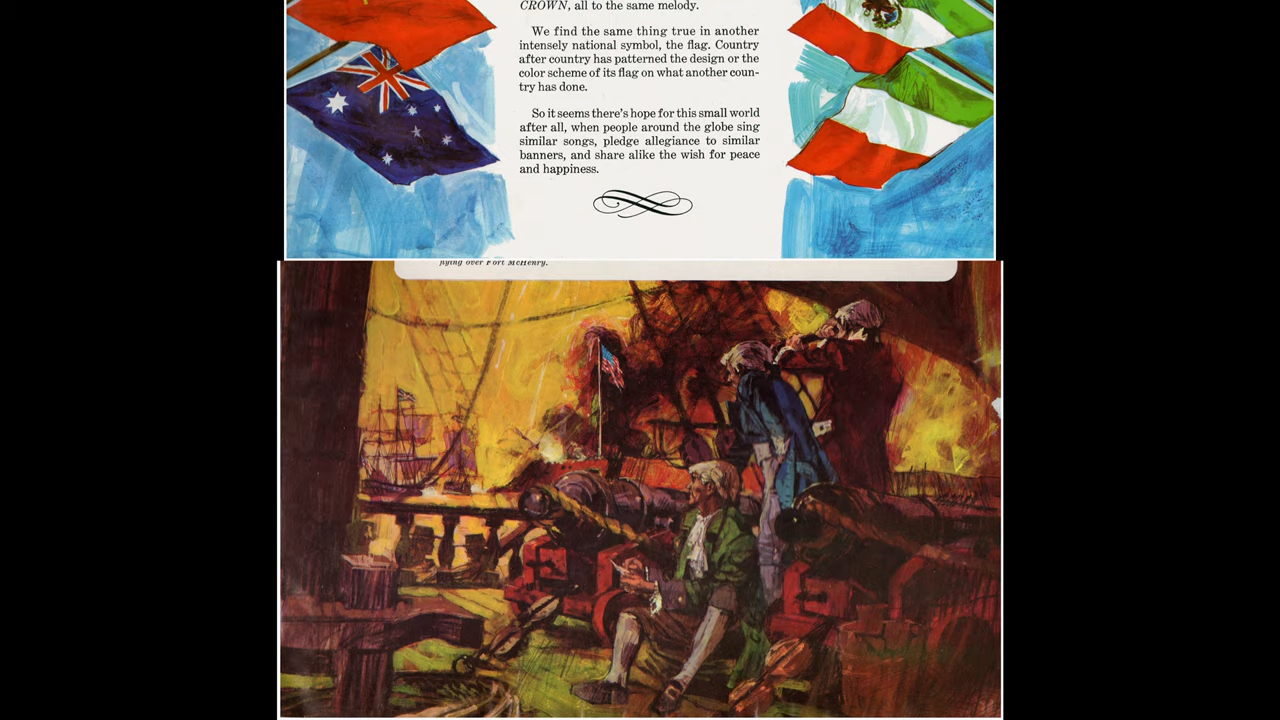 CROWN, all to the same melody.
We find the same thing true in another
intensely national symbol, the flag. Country
after country has patterned the design or the
color scheme of its flag on what another coun-
try has done.
So it seems there's hope for this small world
after all, when people around the globe sing
similar songs, pledge allegiance to similar
banners, and share alike the wish for peace
and happiness.
flying over Fort McHenry.